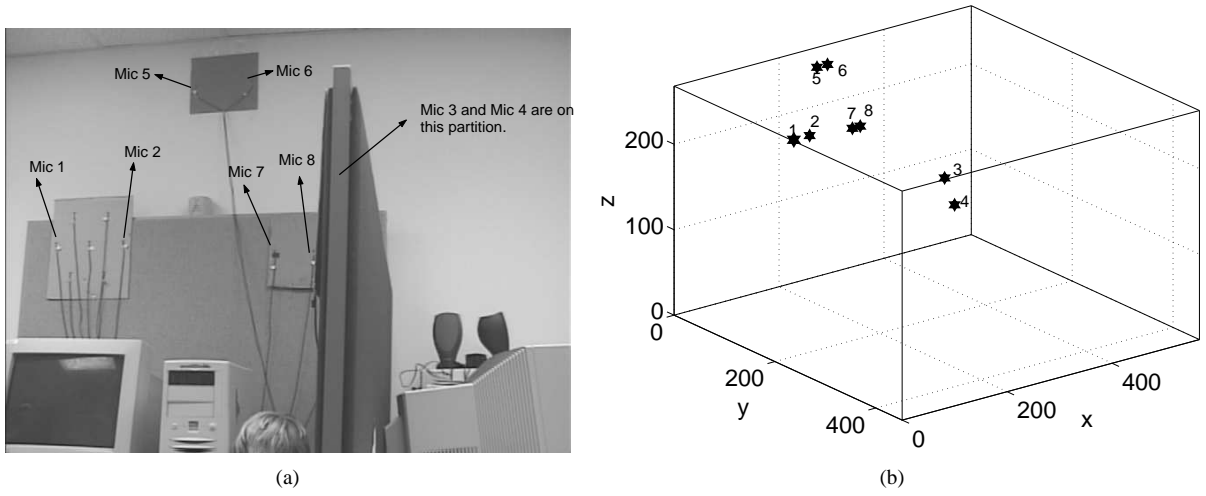 Mic 5
Mic 6
Mic 3 and Mic 4 are on
this partition.
Mic 1
Mic 2
Mic 7
Mic 8
(a)
5
6
1
2
7
8
3
4
200
100
0
z
0
200
400
y
0
200
400
x
(b)